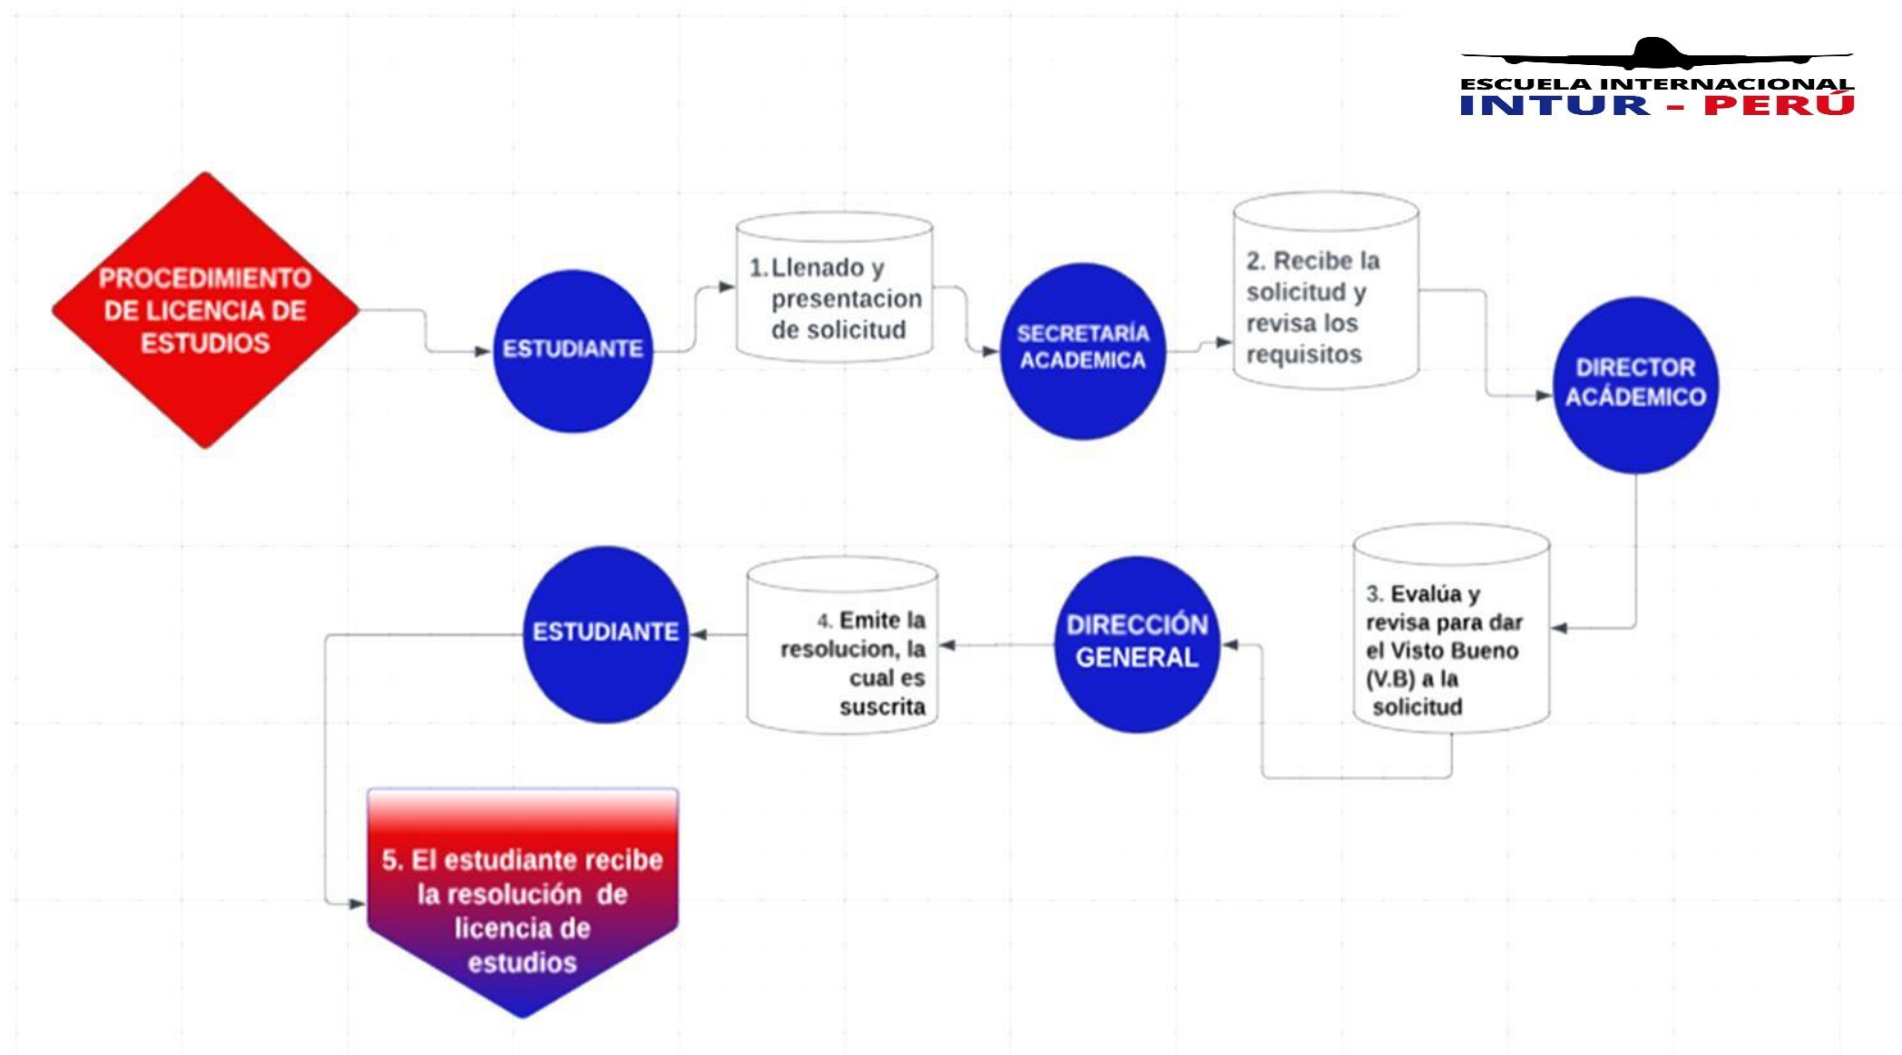 ESCUELA INTERNACIONAL
INTUR - PERÚ
PROCEDIMIENTO
DE LICENCIA DE
ESTUDIOS
ESTUDIANTE
1.Llenado y
presentacion
de solicitud
SECRETARÍA
ACADEMICA
2. Recibe la
solicitud y
revisa los
requisitos
DIRECTOR
ACÁDEMICO
3. Evalúa y
revisa para dar
el Visto Bueno
(V.B) a la
solicitud
DIRECCIÓN
GENERAL
4. Emite la
resolucion, la
cual es
suscrita
ESTUDIANTE
5. El estudiante recibe
la resolución de
licencia de
estudios